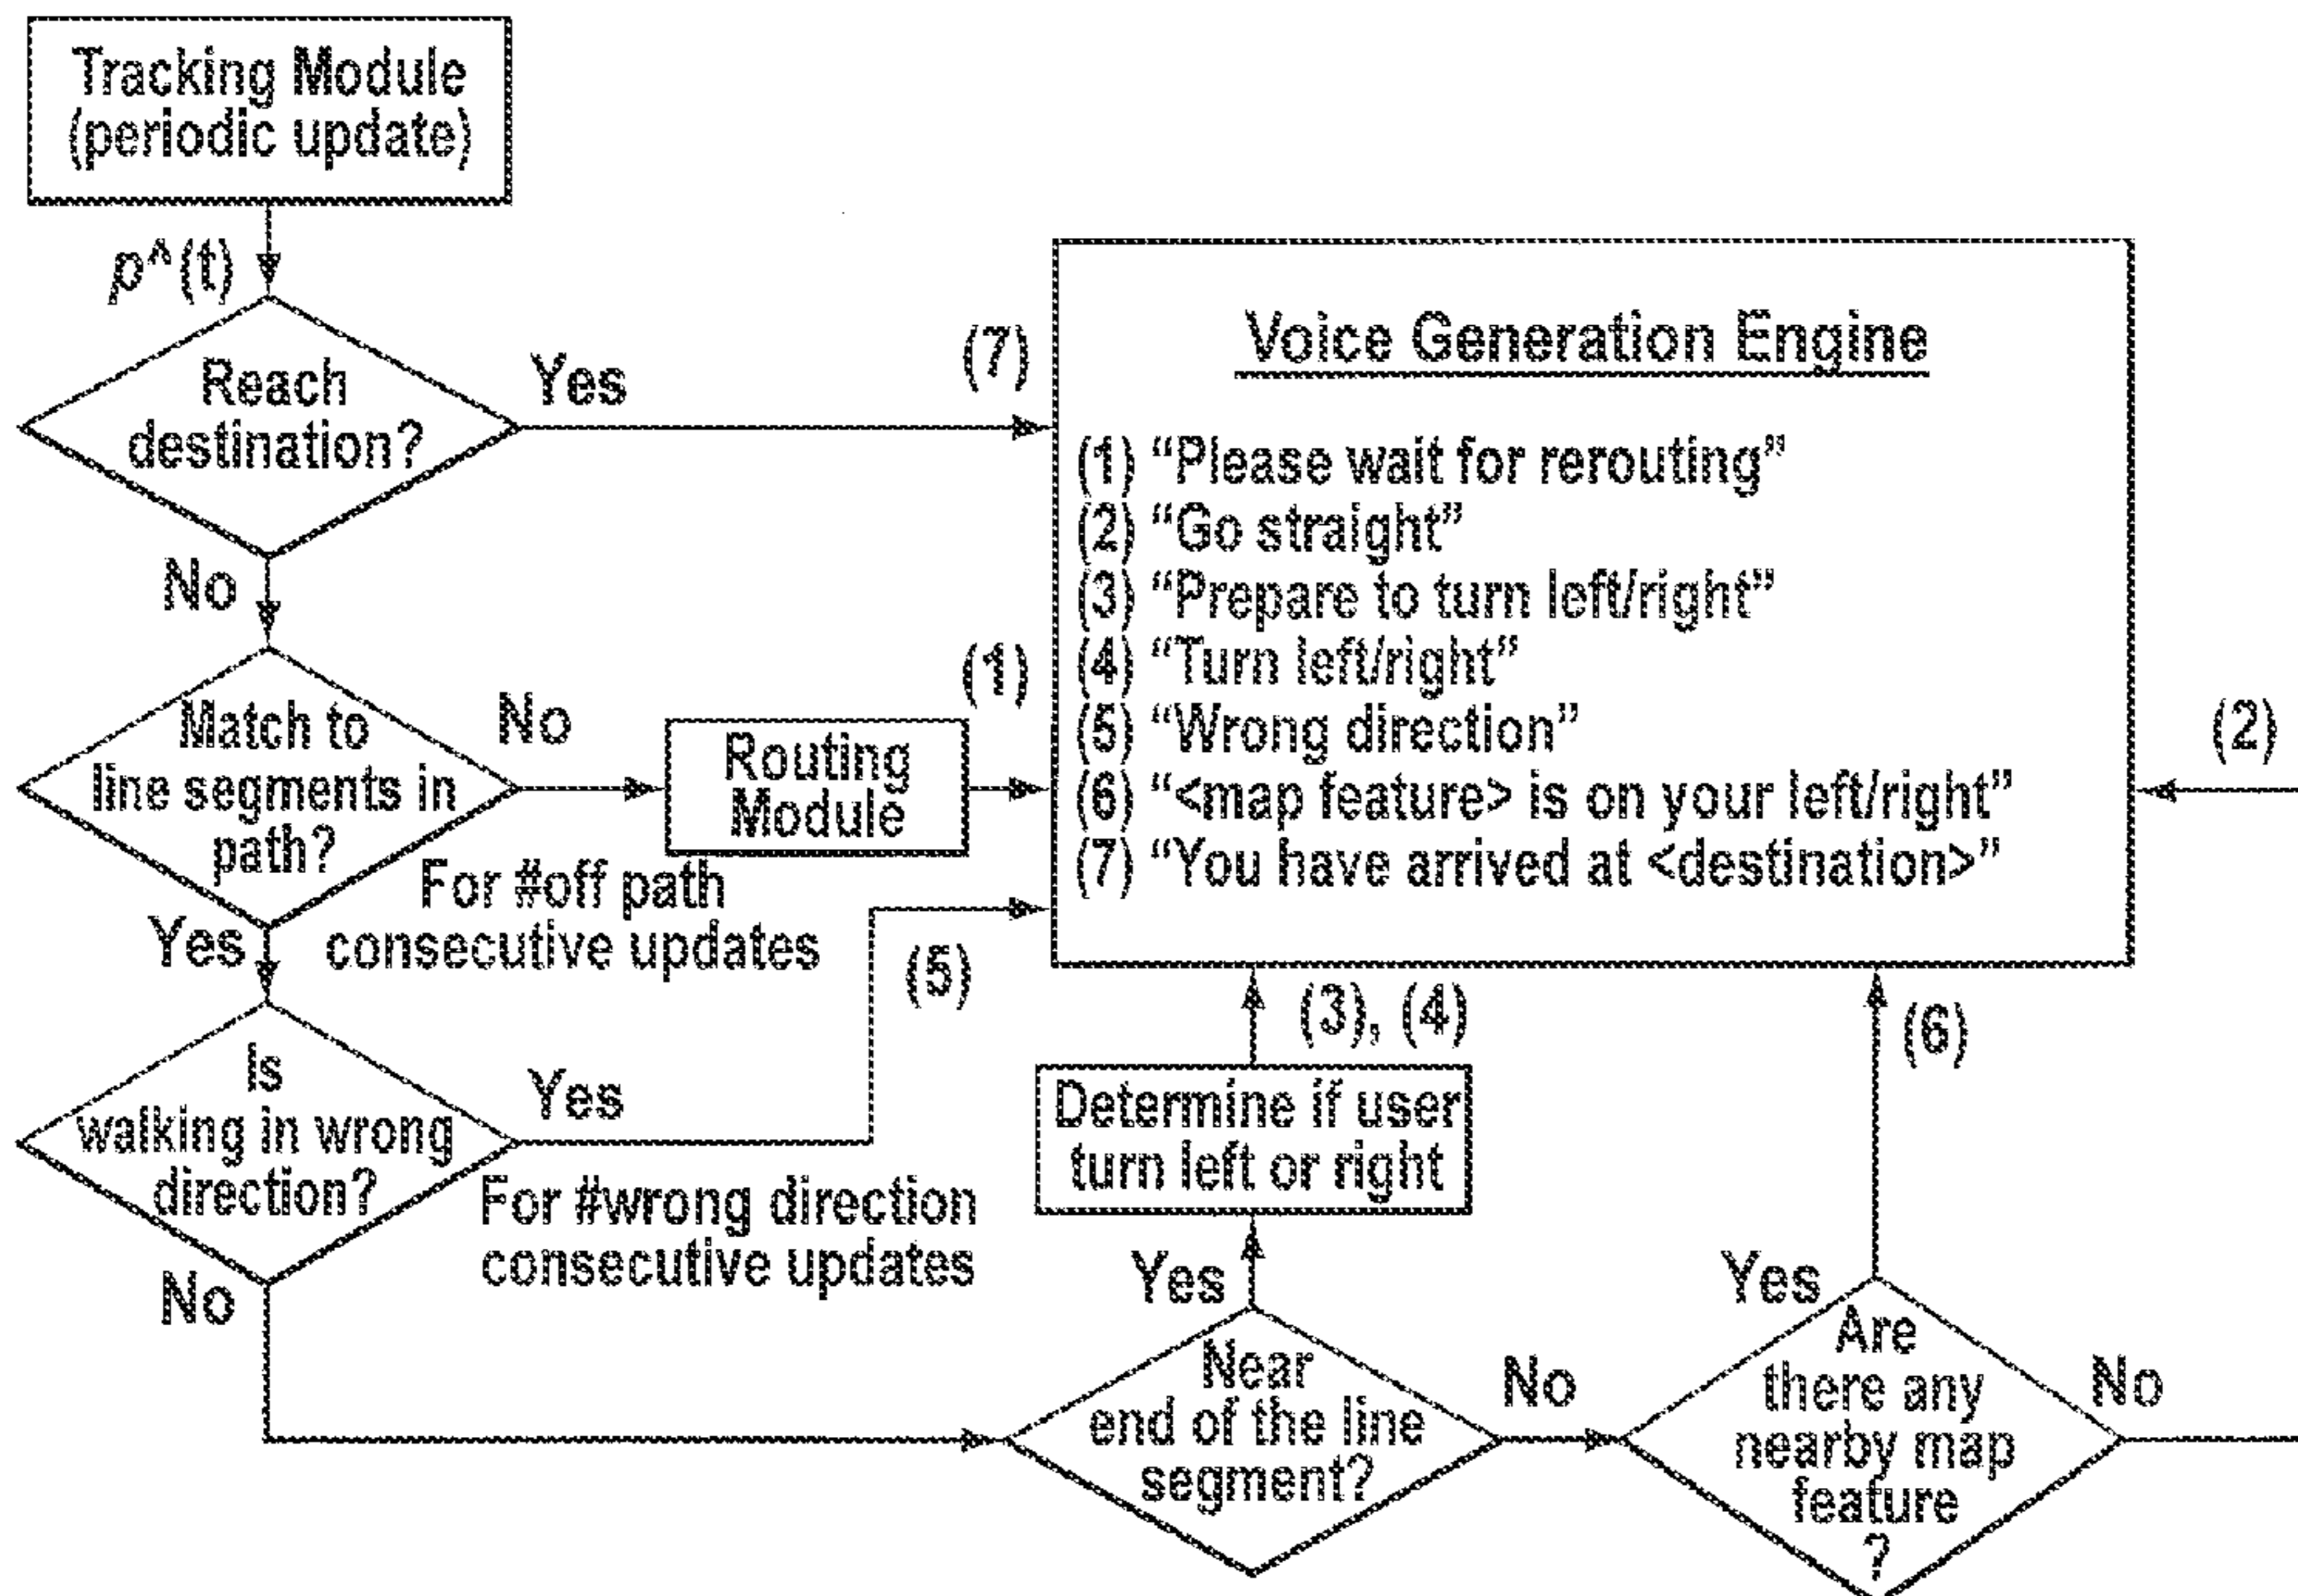 Tracking Module
(periodic update)
p^(t)
Reach
destination?
Yes
(7)
No
Match to
line segments in
path?
No
Routing
Module
(1)
For #off path
consecutive updates
Yes
Is
walking in wrong
direction?
Yes
(5)
For #wrong direction
consecutive updates
No
Voice Generation Engine
(1) “Please wait for rerouting”
(2) “Go straight”
(3) “Prepare to turn left/right”
(4) “Turn left/right”
(5) “Wrong direction”
(6) “<map feature> is on your left/right”
(7) “You have arrived at <destination>”
(2)
(3), (4)
Determine if user
turn left or right
Yes
Near
end of the line
segment?
No
(6)
Yes
Are
there any
nearby map
feature
?
No